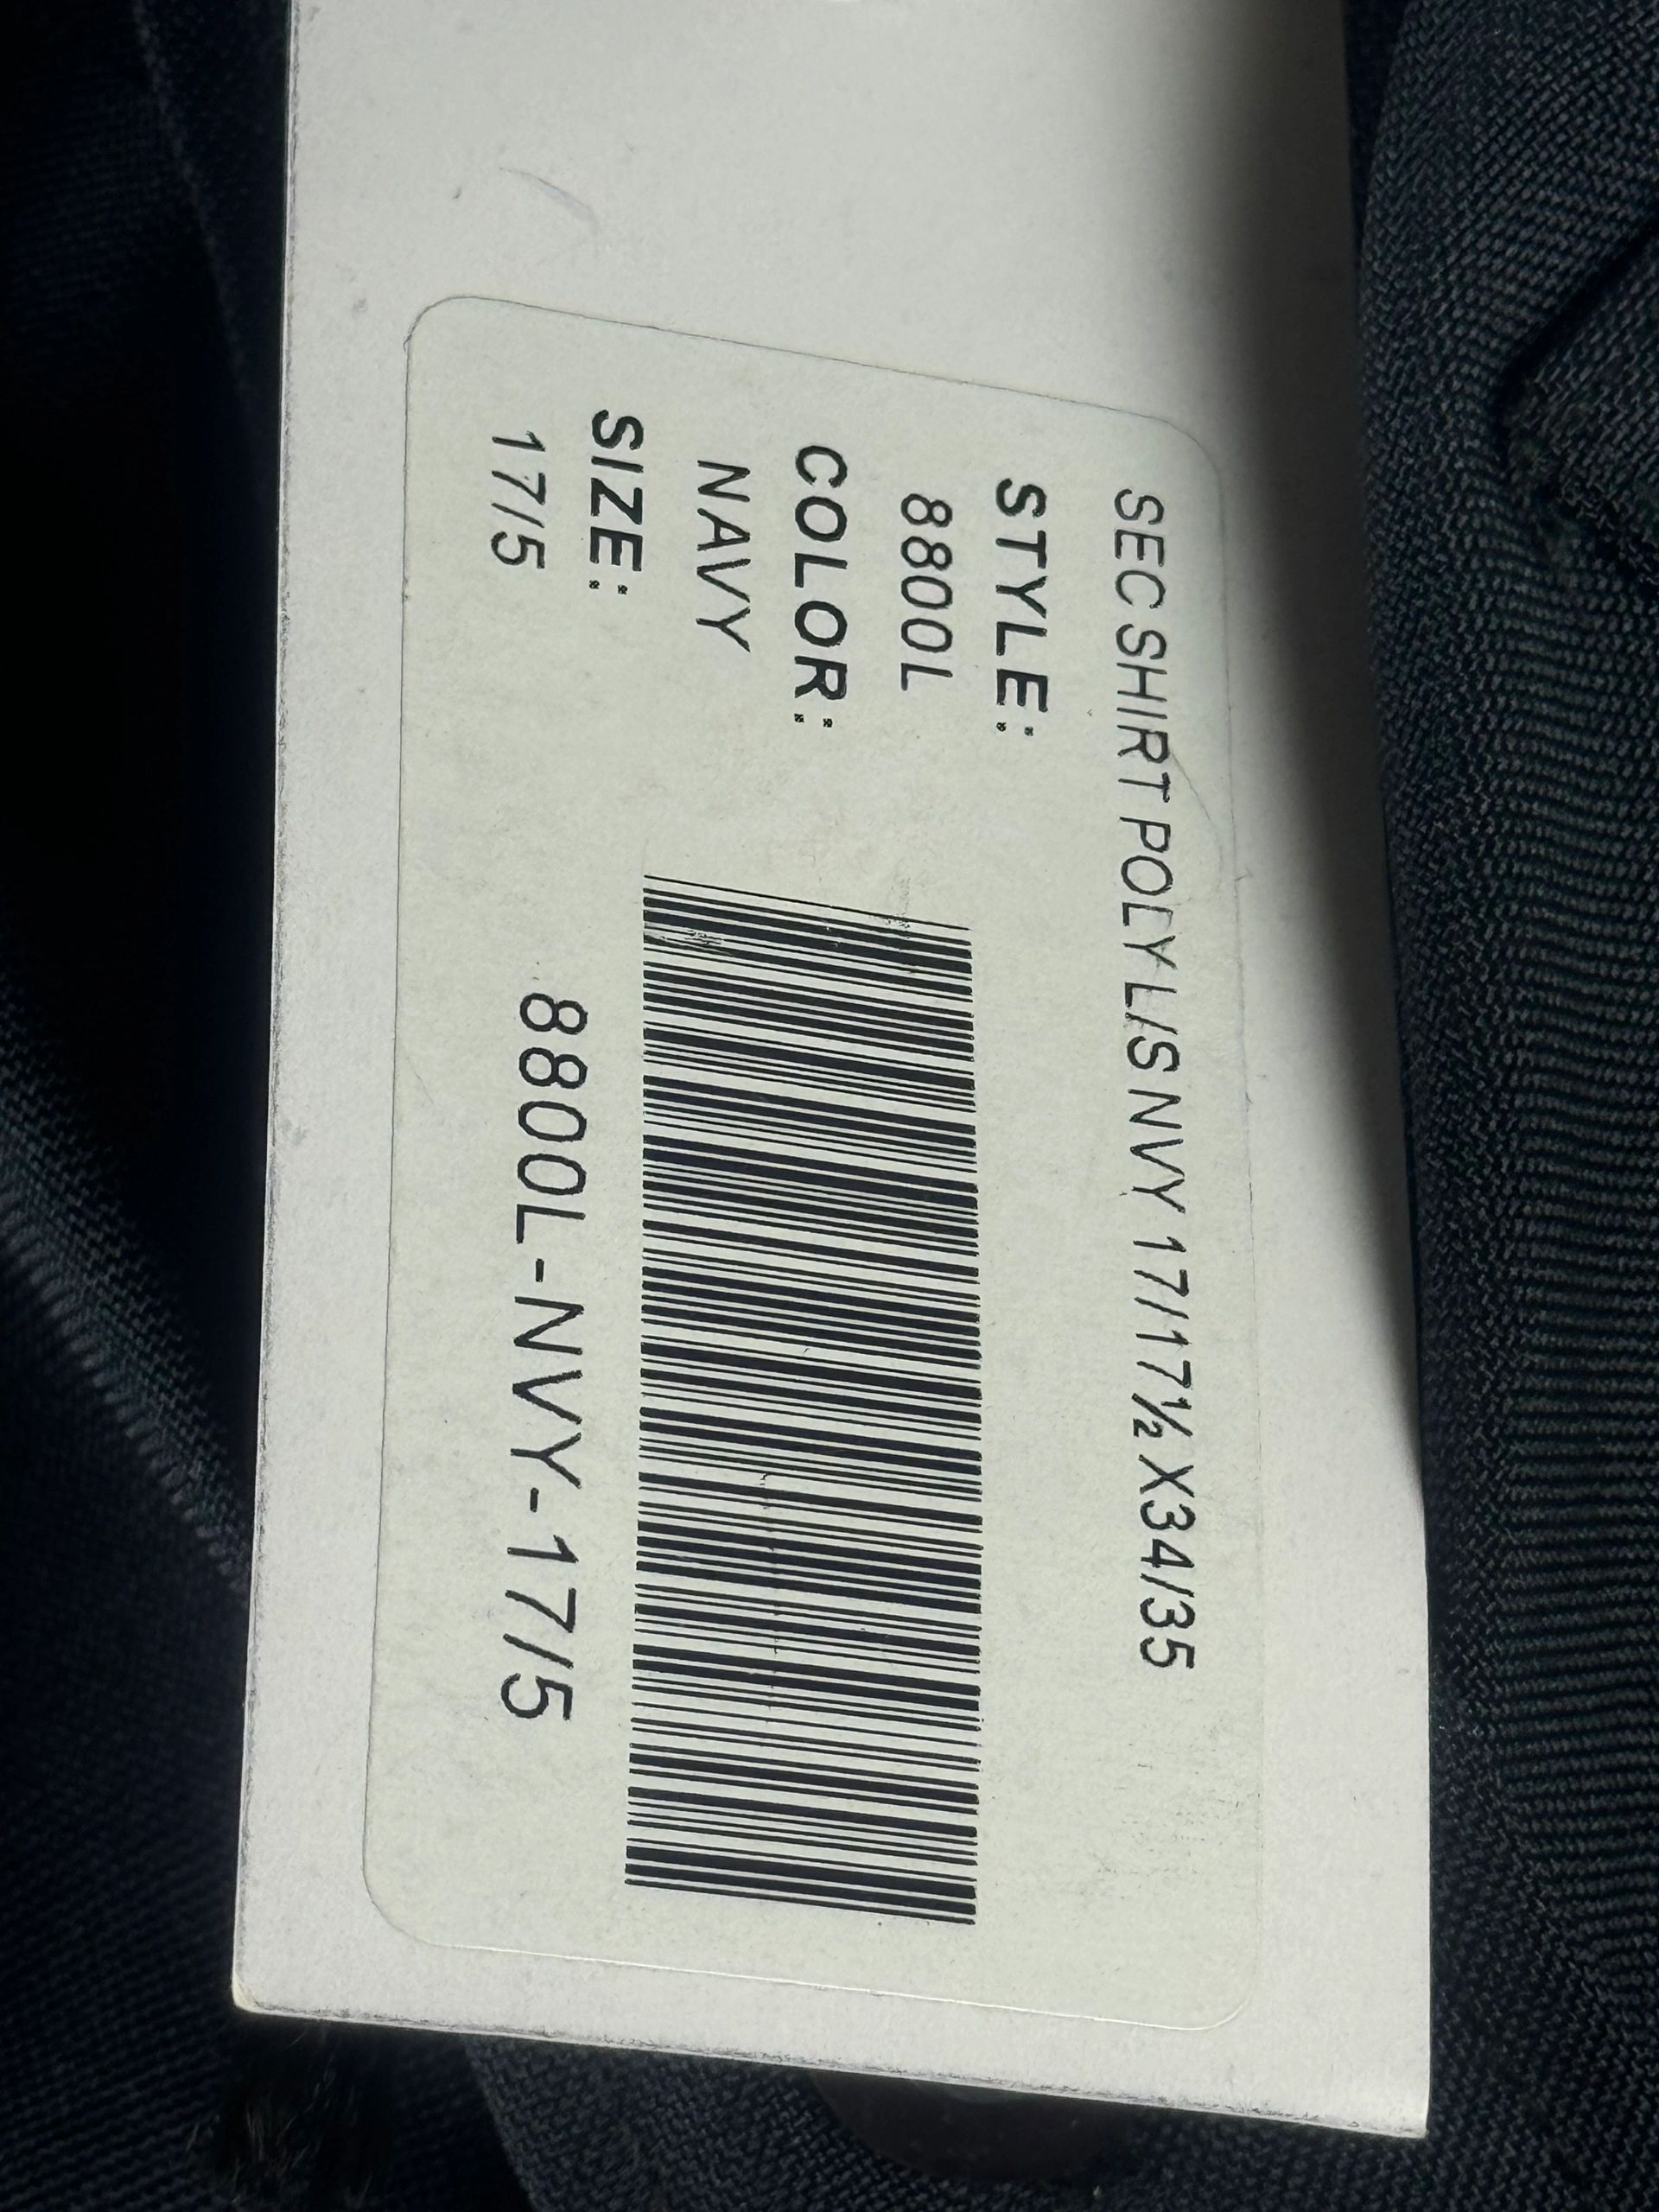 SEC SHIRT POLY L/S NVY 17/17½ X34/35
STYLE:
8800L
COLOR:
NAVY
SIZE:
17/5
8800L-NVY-17/5